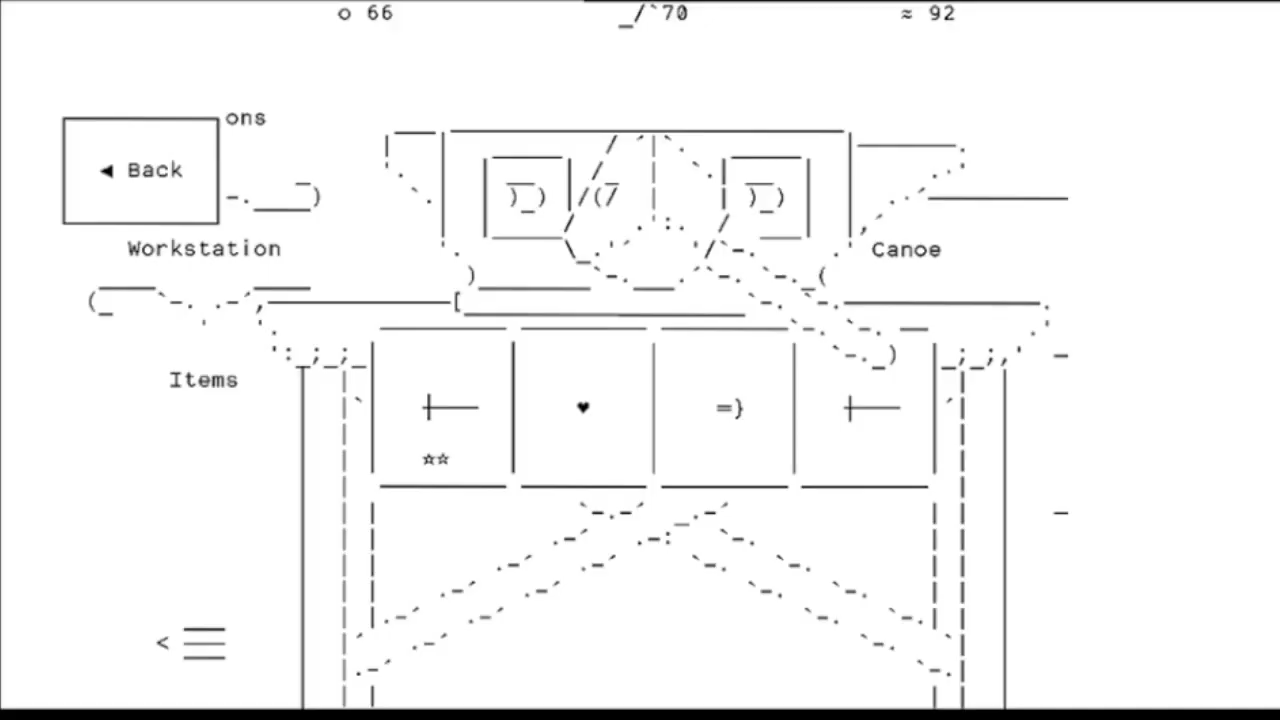 o 66
_/`70
≈ 92
ons
◄ Back
Workstation
Canoe
Items
♥
=}
☆☆
<